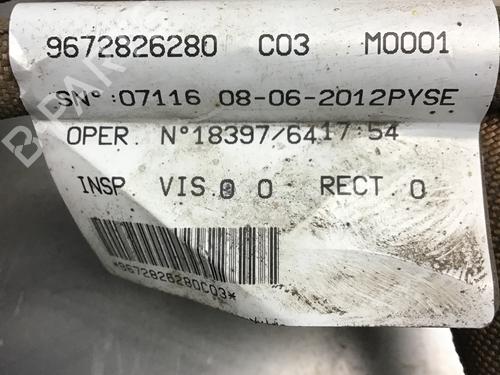 9672826280 C03 M0001
SN°:07116 08-06-2012PYSE
OPER. N°18397/6417:54
INSP. VIS 0 0 RECT 0
*9672826280C03*